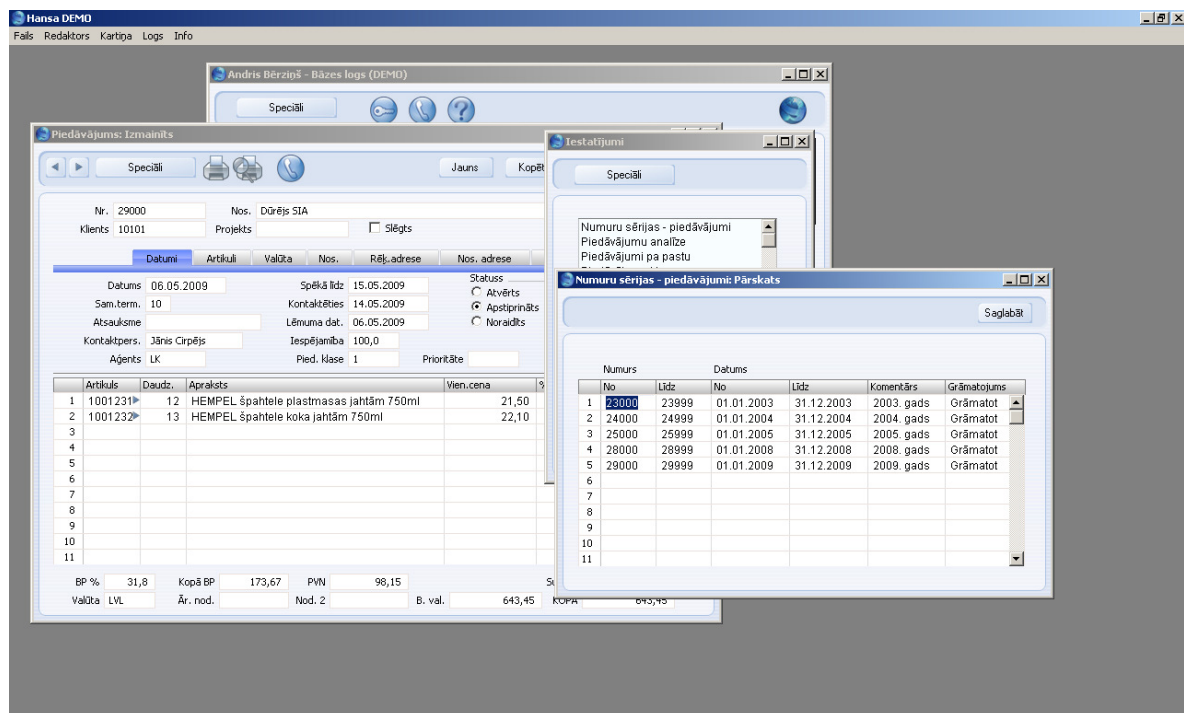 Hansa DEMO
Fails Redaktors Kartiņa Logs Info
Andris Bērziņš - Bāzes logs (DEMO)
Speciāli
Piedāvājums: Izmainīts
Speciāli Jauns
Nr. 29000 Nos. Dūrējs SIA
Klients 10101 Projekts Slēgts
Datumi Artikuli Valūta Nos. Rēķ.adrese Nos. adrese
Datums 06.05.2009 Spēkā līdz 15.05.2009 Statuss
Atvērts
Sam.term. 10 Kontaktēties 14.05.2009 Apstiprināts
Atsauksme Lēmuma dat. 06.05.2009 Noraidīts
Kontaktpers. Jānis Cirpējs Iespējamība 100,0
Aģents LK Pied. klase 1 Prioritāte
Artikuls Daudz. Apraksts Vien.cena
1 1001231 12 HEMPEL špahtele plastmasas jahtām 750ml 21,50
2 1001232 13 HEMPEL špahtele koka jahtām 750ml 22,10
3
4
5
6
7
8
9
10
11
BP % 31,8 Kopā BP 173,67 PVN 98,15
Valūta LVL Ār. nod. Nod. 2 B. val. 643,45 KOPĀ 643,45
Iestatījumi
Speciāli
Numuru sērijas - piedāvājumi
Piedāvājumu analīze
Piedāvājumi pa pastu
Numuru sērijas - piedāvājumi: Pārskats
Saglabāt
Numurs Datums
No Līdz No Līdz Komentārs Grāmatojums
1 23000 23999 01.01.2003 31.12.2003 2003. gads Grāmatot
2 24000 24999 01.01.2004 31.12.2004 2004. gads Grāmatot
3 25000 25999 01.01.2005 31.12.2005 2005. gads Grāmatot
4 28000 28999 01.01.2008 31.12.2008 2008. gads Grāmatot
5 29000 29999 01.01.2009 31.12.2009 2009. gads Grāmatot
6
7
8
9
10
11